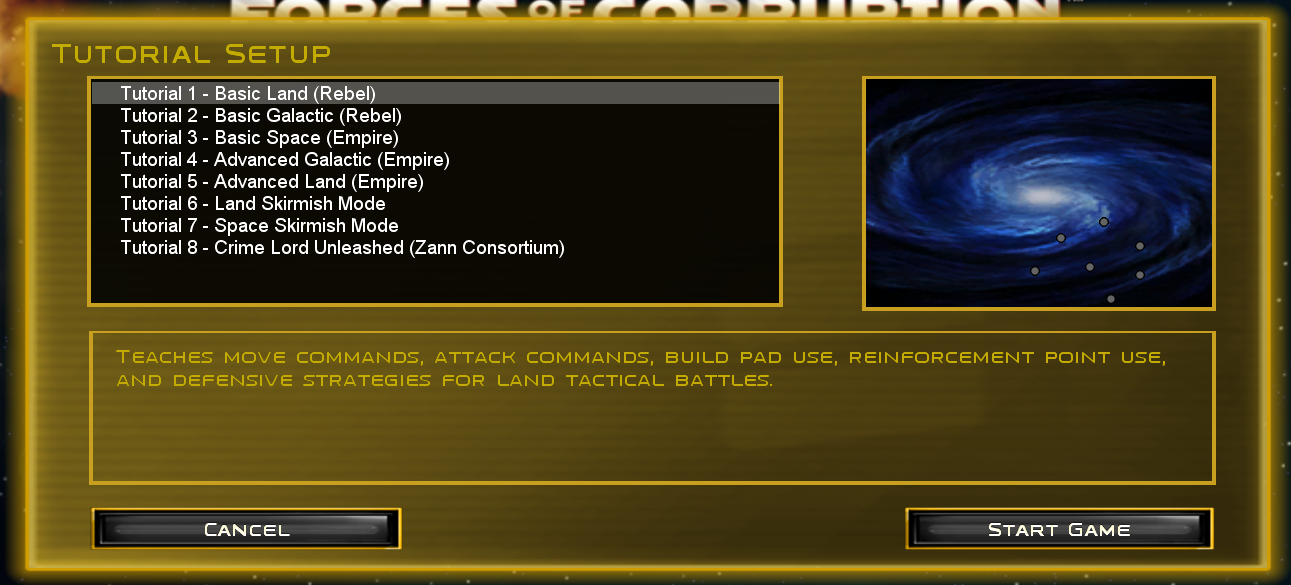 FORCES OF CORRUPTION
Tutorial Setup
Tutorial 1 - Basic Land (Rebel)
Tutorial 2 - Basic Galactic (Rebel)
Tutorial 3 - Basic Space (Empire)
Tutorial 4 - Advanced Galactic (Empire)
Tutorial 5 - Advanced Land (Empire)
Tutorial 6 - Land Skirmish Mode
Tutorial 7 - Space Skirmish Mode
Tutorial 8 - Crime Lord Unleashed (Zann Consortium)
Teaches move commands, attack commands, build pad use, reinforcement point use,
and defensive strategies for land tactical battles.
Cancel
Start Game